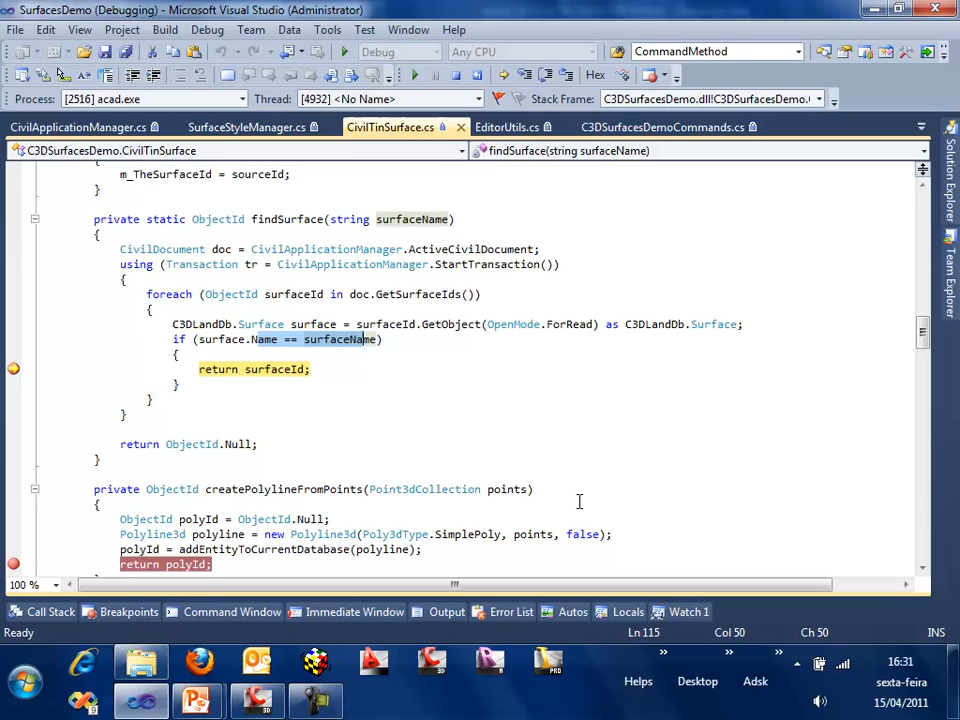 SurfacesDemo (Debugging) - Microsoft Visual Studio (Administrator)
File Edit View Project Build Debug Team Data Tools Test Window Help
Debug Any CPU CommandMethod
Hex
Process: [2516] acad.exe Thread: [4932] <No Name> Stack Frame: C3DSurfacesDemo.dll!C3DSurfacesDemo.
CivilApplicationManager.cs SurfaceStyleManager.cs CivilTinSurface.cs EditorUtils.cs C3DSurfacesDemoCommands.cs
C3DSurfacesDemo.CivilTinSurface findSurface(string surfaceName)
m_TheSurfaceId = sourceId;
}
private static ObjectId findSurface(string surfaceName)
{
CivilDocument doc = CivilApplicationManager.ActiveCivilDocument;
using (Transaction tr = CivilApplicationManager.StartTransaction())
{
foreach (ObjectId surfaceId in doc.GetSurfaceIds())
{
C3DLandDb.Surface surface = surfaceId.GetObject(OpenMode.ForRead) as C3DLandDb.Surface;
if (surface.Name == surfaceName)
{
return surfaceId;
}
}
}
return ObjectId.Null;
}
private ObjectId createPolylineFromPoints(Point3dCollection points)
{
ObjectId polyId = ObjectId.Null;
Polyline3d polyline = new Polyline3d(Poly3dType.SimplePoly, points, false);
polyId = addEntityToCurrentDatabase(polyline);
return polyId;
100 %
Solution Explorer
Team Explorer
Call Stack Breakpoints Command Window Immediate Window Output Error List Autos Locals Watch 1
Ready Ln 115 Col 50 Ch 50 INS
Helps Desktop Adsk
16:31
sexta-feira
15/04/2011